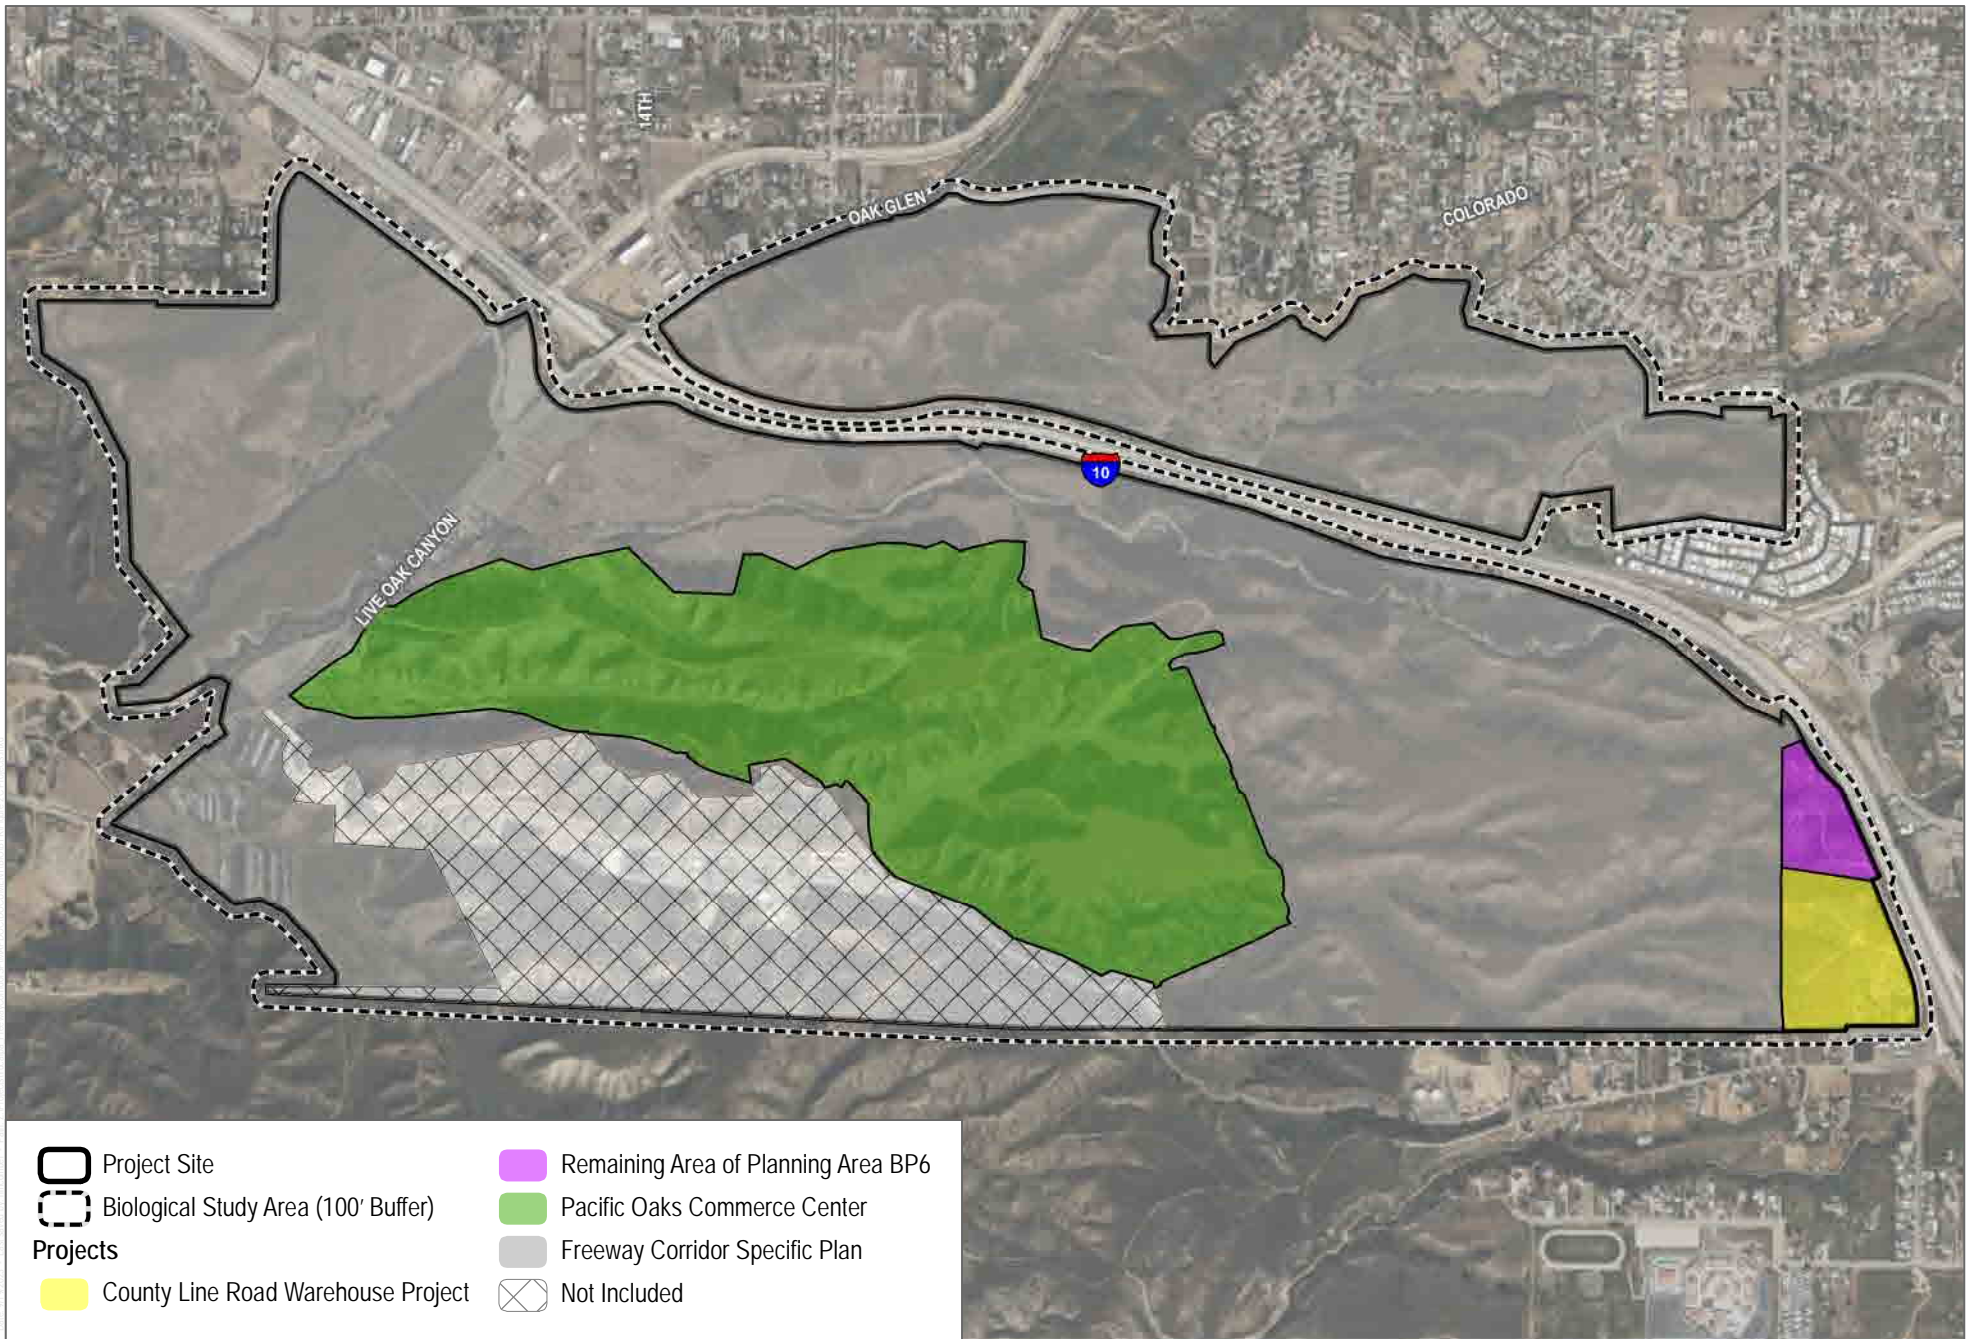 14TH
OAK GLEN
COLORADO
10
LIVE OAK CANYON
Project Site
Biological Study Area (100' Buffer)
Projects
County Line Road Warehouse Project
Remaining Area of Planning Area BP6
Pacific Oaks Commerce Center
Freeway Corridor Specific Plan
Not Included